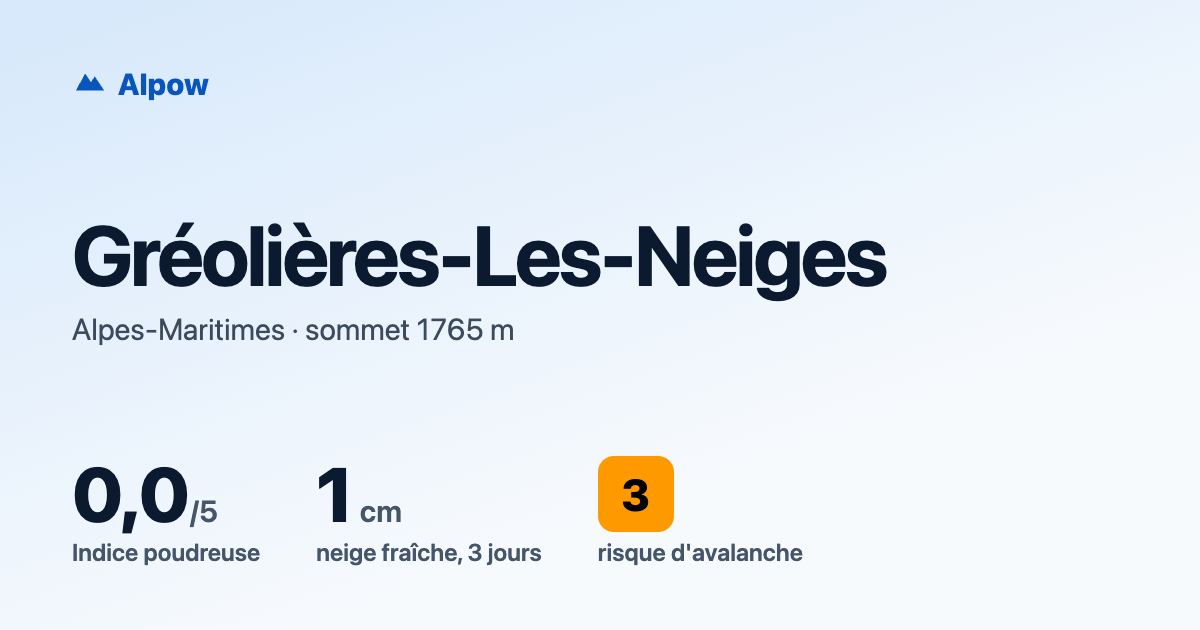 Alpow
Gréolières-Les-Neiges
Alpes-Maritimes · sommet 1765 m
0,0/5
Indice poudreuse
1 cm
neige fraîche, 3 jours
3
risque d'avalanche